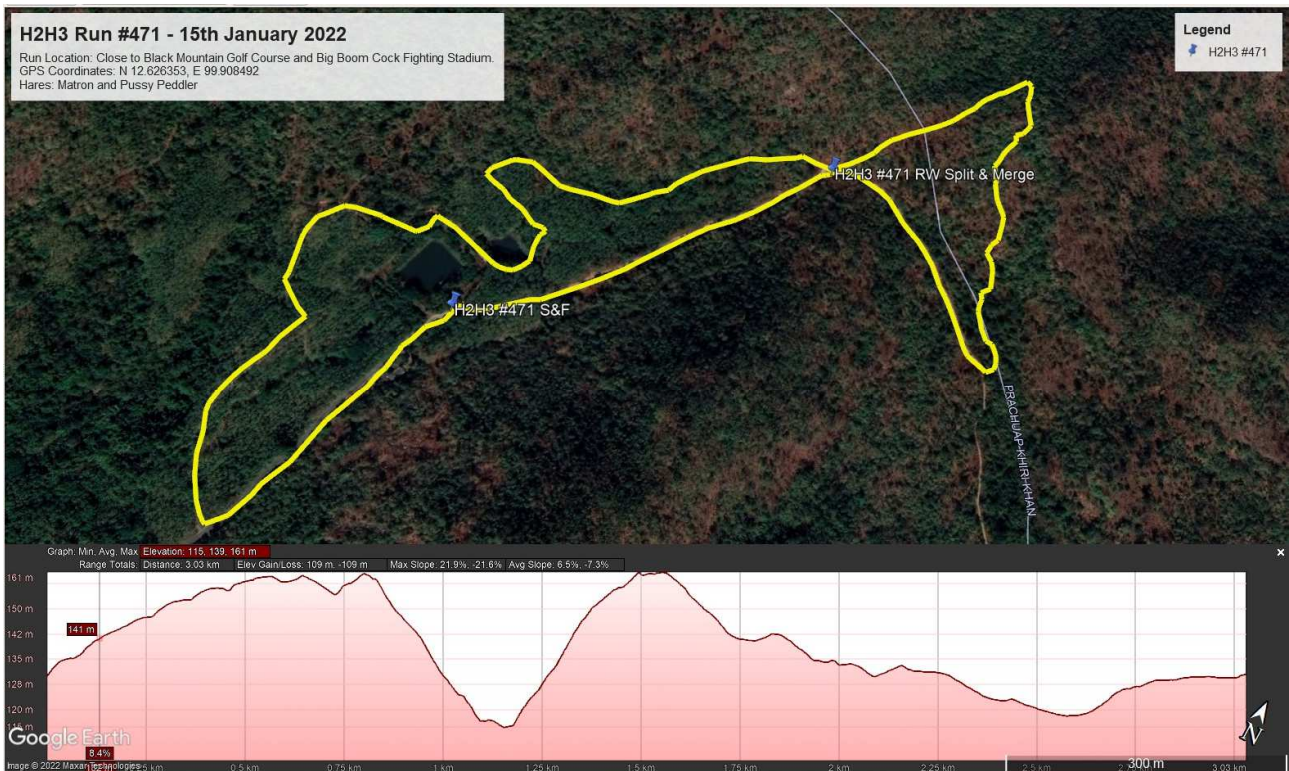 H2H3 Run #471 - 15th January 2022
Run Location: Close to Black Mountain Golf Course and Big Boom Cock Fighting Stadium.
GPS Coordinates: N 12.626353, E 99.908492
Hares: Matron and Pussy Peddler
Legend
H2H3 #471
H2H3 #471 RW Split & Merge
H2H3 #471 S&F
PRACHUAP KHIRI KHAN
Graph: Min, Avg, Max Elevation: 115, 139, 161 m
Range Totals: Distance: 3.03 km Elev Gain/Loss: 109 m, -109 m Max Slope: 21.9%, -21.6% Avg Slope: 6.5%, -7.3%
161 m
150 m
141 m
142 m
135 m
128 m
120 m
115 m
Google Earth
N
8.4%
Image © 2022 Maxar Technologies
0.5 km 0.75 km 1 km 1.25 km 1.5 km 1.75 km 2 km 2.25 km 2.5 km 300 m 3.03 km